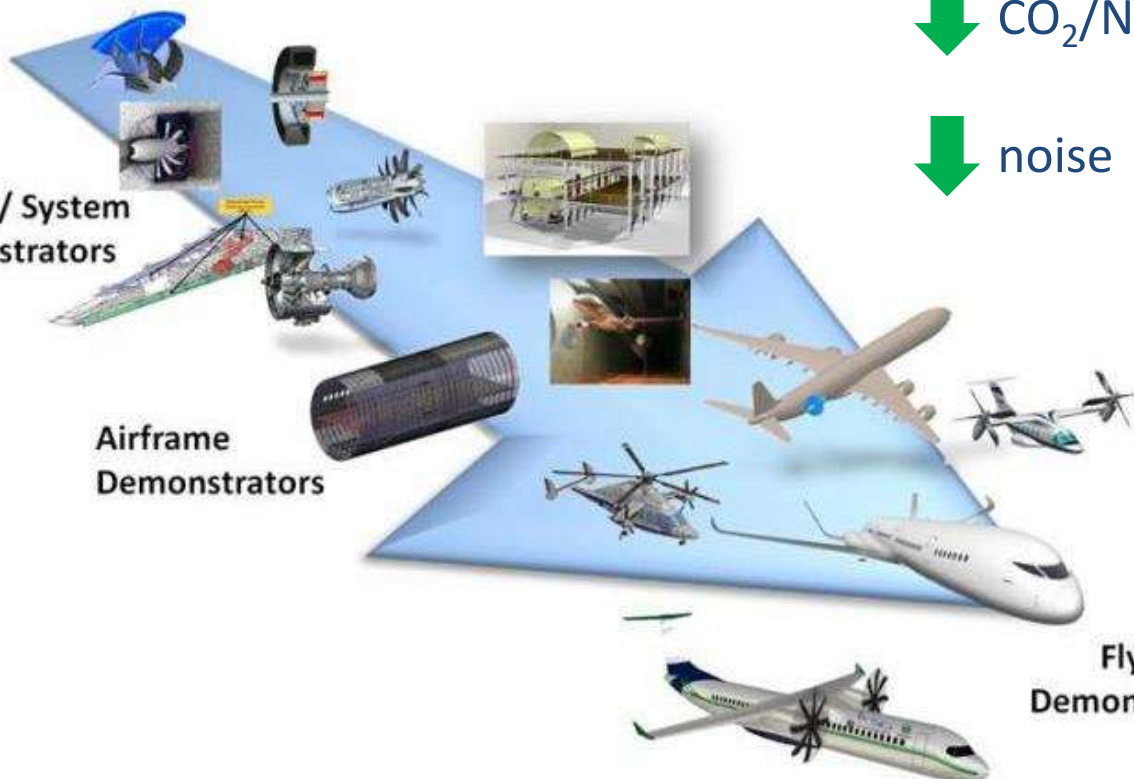 CO₂/N
noise
/ System
strators
Airframe
Demonstrators
Fly
Demon